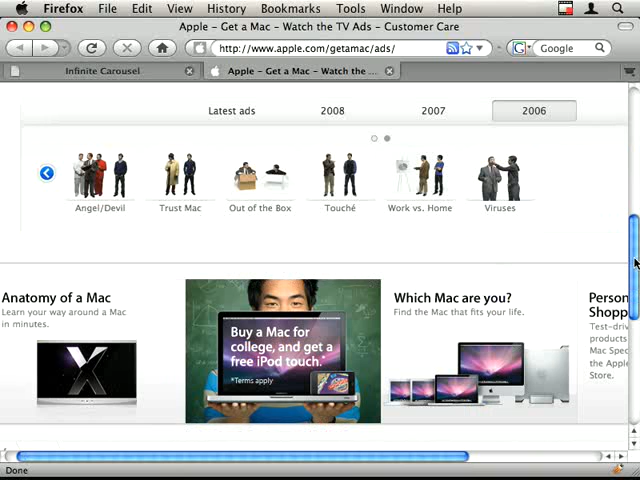 Firefox File Edit View History Bookmarks Tools Window Help
Apple - Get a Mac - Watch the TV Ads - Customer Care
http://www.apple.com/getamac/ads/
Google
Infinite Carousel
Apple - Get a Mac - Watch the ...
Latest ads 2008 2007 2006
Angel/Devil Trust Mac Out of the Box Touché Work vs. Home Viruses
Anatomy of a Mac
Learn your way around a Mac
in minutes.
Buy a Mac for
college, and get a
free iPod touch.*
*Terms apply
Which Mac are you?
Find the Mac that fits your life.
Person
Shopp
Test-driv
products
Mac Spec
the Apple
Store.
Done